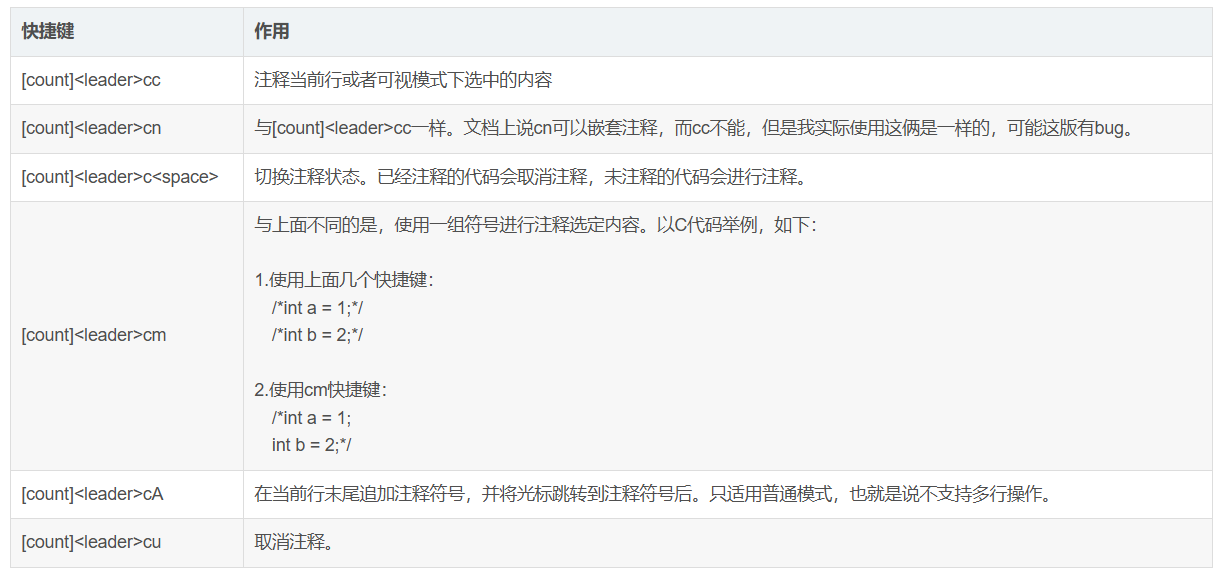 快捷键 作用
[count]<leader>cc 注释当前行或者可视模式下选中的内容
[count]<leader>cn 与[count]<leader>cc一样。文档上说cn可以嵌套注释，而cc不能，但是我实际使用这俩是一样的，可能这版有bug。
[count]<leader>c<space> 切换注释状态。已经注释的代码会取消注释，未注释的代码会进行注释。
[count]<leader>cm
与上面不同的是，使用一组符号进行注释选定内容。以C代码举例，如下：
1.使用上面几个快捷键：
/*int a = 1;*/
/*int b = 2;*/
2.使用cm快捷键：
/*int a = 1;
int b = 2;*/
[count]<leader>cA 在当前行末尾追加注释符号，并将光标跳转到注释符号后。只适用普通模式，也就是说不支持多行操作。
[count]<leader>cu 取消注释。